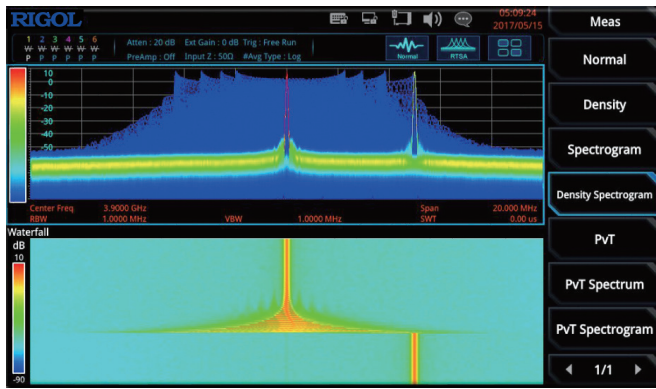 RIGOL
05:09:24
2017/05/15
Meas
1 2 3 4 5 6
W W W W W W
P P P P P P
Atten : 20 dB Ext Gain : 0 dB Trig : Free Run
PreAmp : Off Input Z : 50Ω #Avg Type : Log
Normal
RTSA
Normal
Density
Spectrogram
Density Spectrogram
PvT
PvT Spectrum
PvT Spectrogram
1/1
10
0
-10
-20
-30
-40
-50
Center Freq 3.9000 GHz Span 20.000 MHz
RBW 1.0000 MHz VBW 1.0000 MHz SWT 0.00 us
Waterfall
dB
10
-90